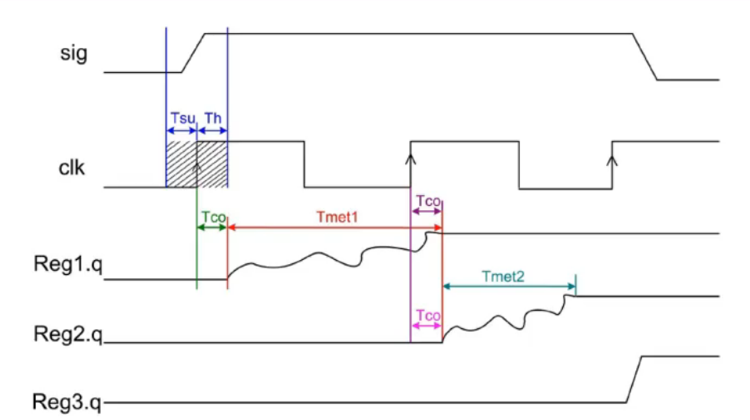 sig
Tsu Th
clk
Tco Tmet1 Tco
Reg1.q
Tmet2
Tco
Reg2.q
Reg3.q